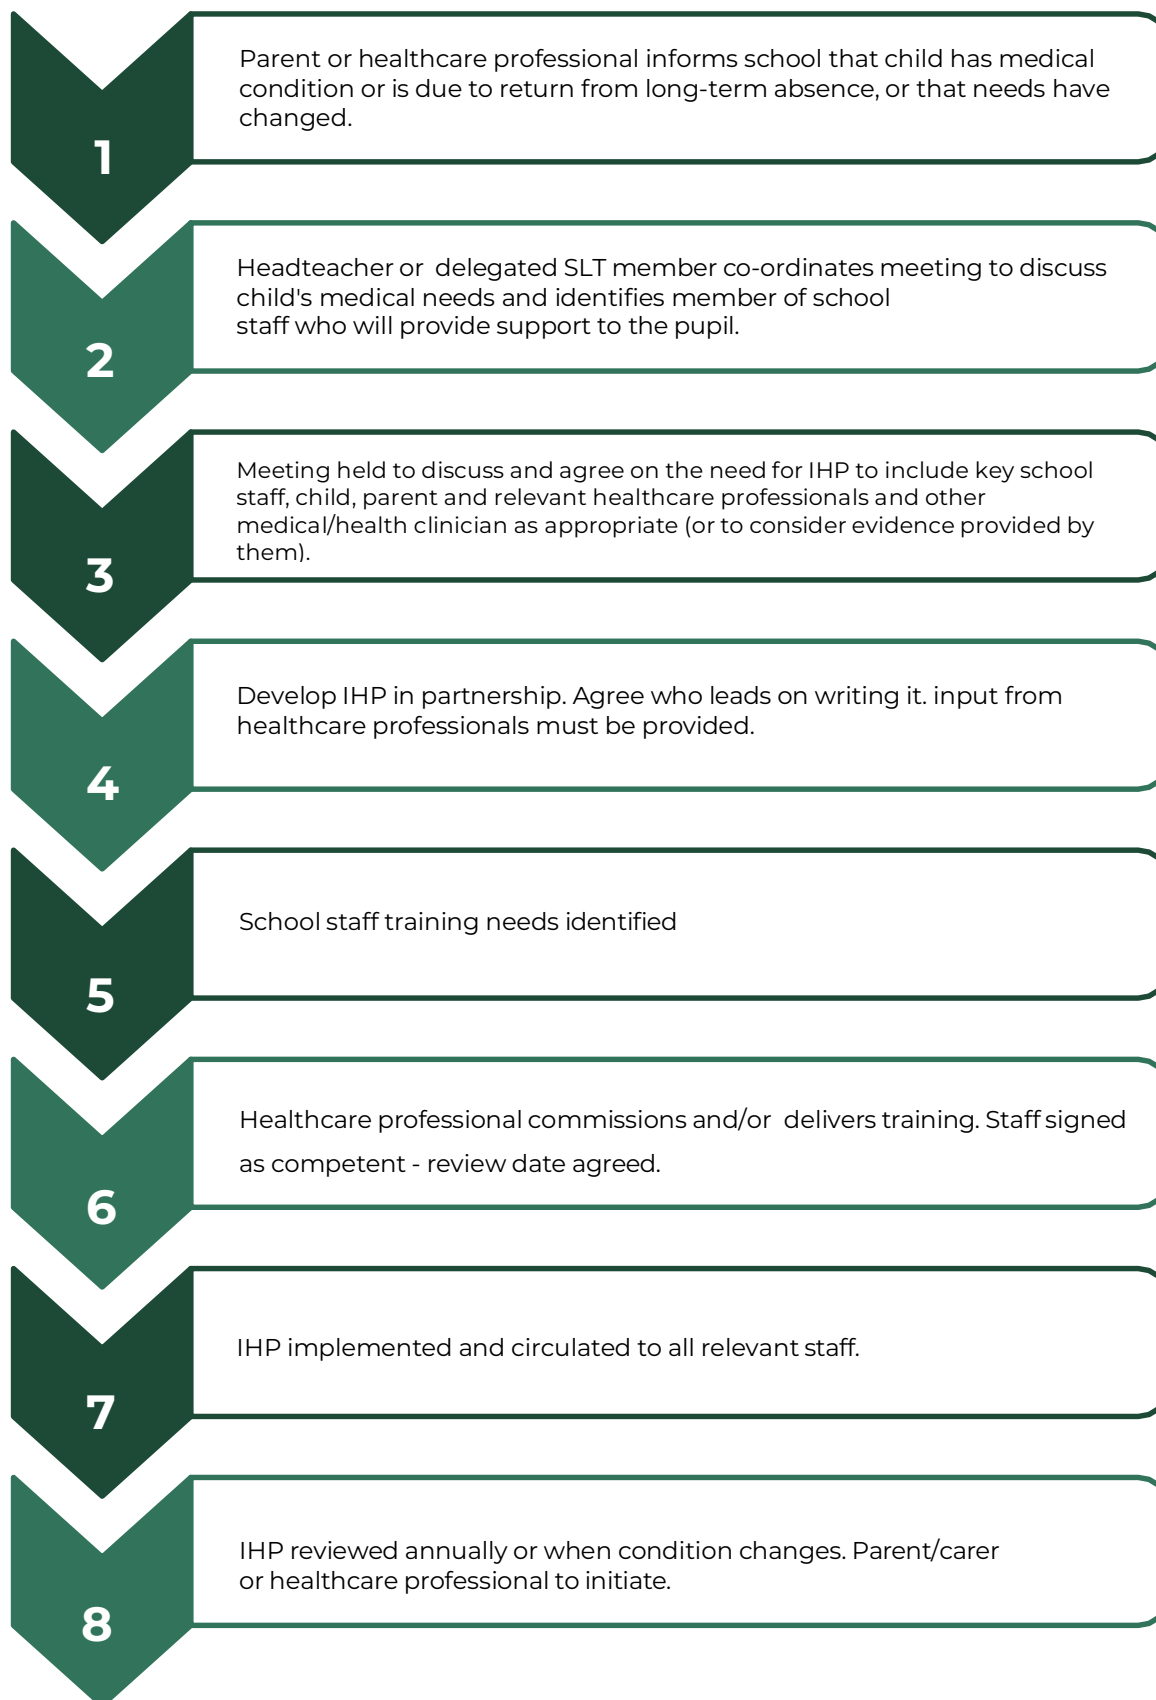 Parent or healthcare professional informs school that child has medical
condition or is due to return from long-term absence, or that needs have
changed.
1
Headteacher or delegated SLT member co-ordinates meeting to discuss
child's medical needs and identifies member of school
staff who will provide support to the pupil.
2
Meeting held to discuss and agree on the need for IHP to include key school
staff, child, parent and relevant healthcare professionals and other
medical/health clinician as appropriate (or to consider evidence provided by
them).
3
Develop IHP in partnership. Agree who leads on writing it. input from
healthcare professionals must be provided.
4
School staff training needs identified
5
Healthcare professional commissions and/or delivers training. Staff signed
as competent - review date agreed.
6
IHP implemented and circulated to all relevant staff.
7
IHP reviewed annually or when condition changes. Parent/carer
or healthcare professional to initiate.
8